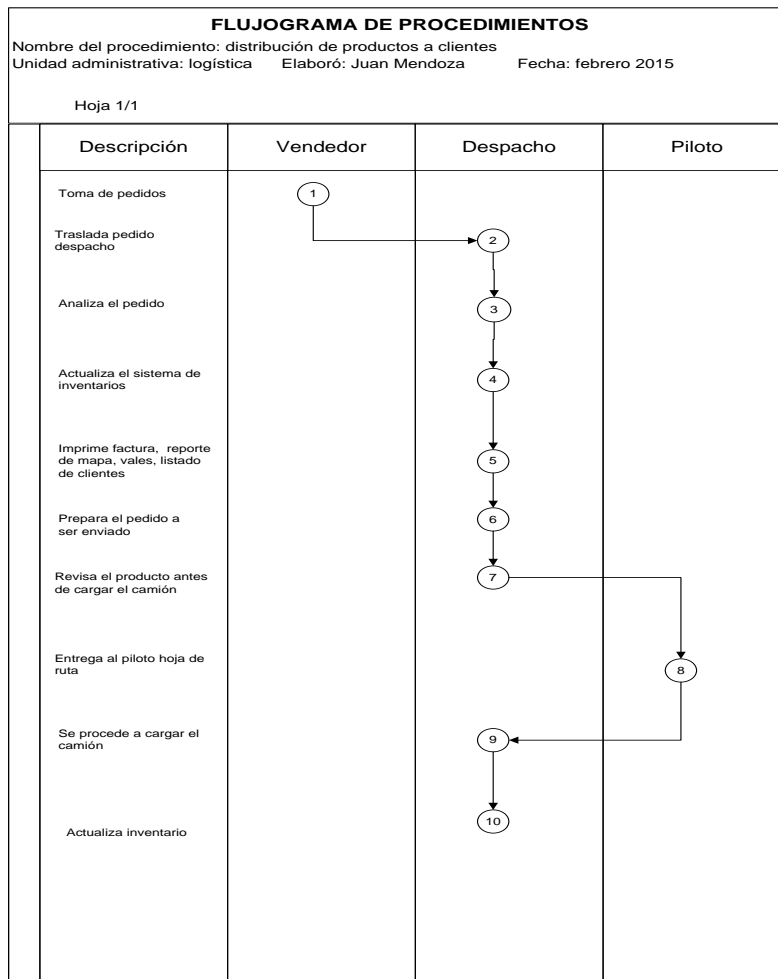 FLUJOGRAMA DE PROCEDIMIENTOS
Nombre del procedimiento: distribución de productos a clientes
Unidad administrativa: logística Elaboró: Juan Mendoza Fecha: febrero 2015
Hoja 1/1
Descripción Vendedor Despacho Piloto
Toma de pedidos 1
Traslada pedido
despacho 2
Analiza el pedido 3
Actualiza el sistema de
inventarios 4
Imprime factura, reporte
de mapa, vales, listado 5
de clientes
Prepara el pedido a 6
ser enviado
Revisa el producto antes 7
de cargar el camión
Entrega al piloto hoja de
ruta 8
Se procede a cargar el
camión 9
Actualiza inventario 10